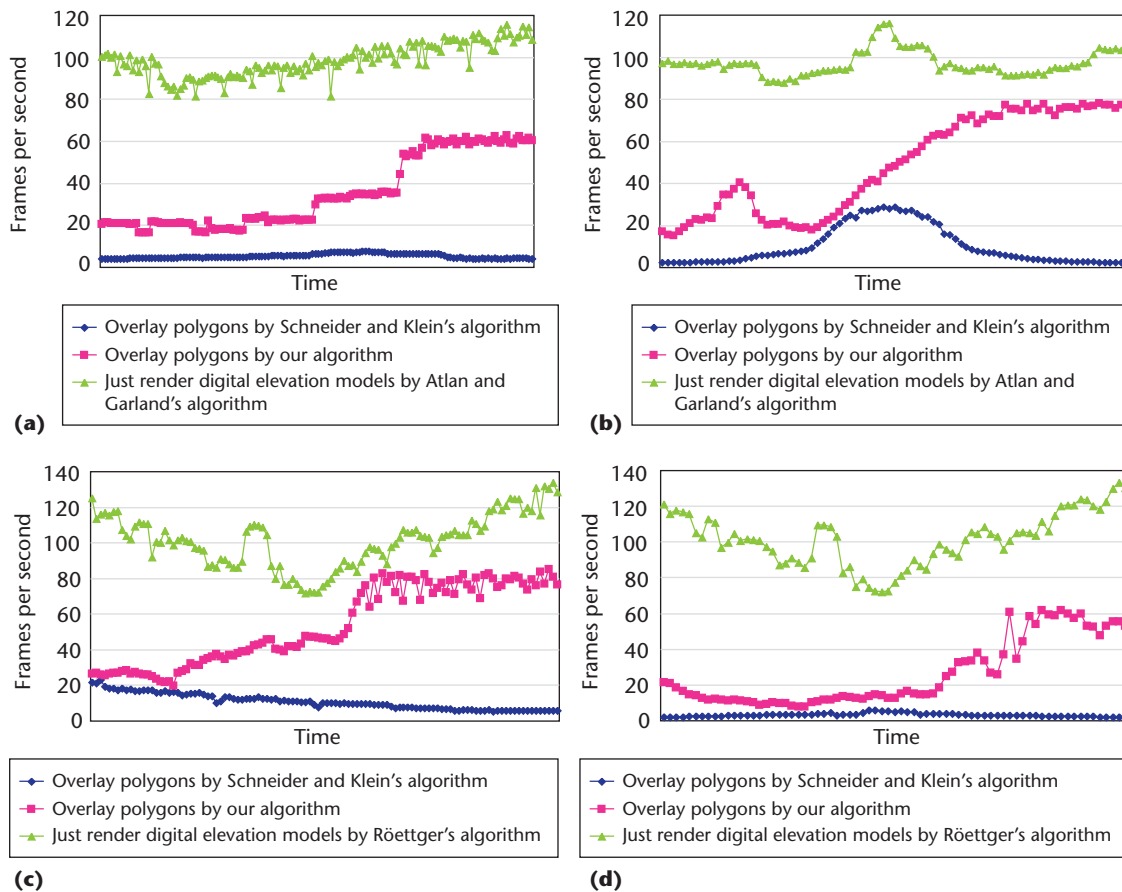 120
100
80
60
40
20
0
Frames per second
Time
Overlay polygons by Schneider and Klein's algorithm
Overlay polygons by our algorithm
Just render digital elevation models by Atlan and
Garland's algorithm
(a)
120
100
80
60
40
20
0
Frames per second
Time
Overlay polygons by Schneider and Klein's algorithm
Overlay polygons by our algorithm
Just render digital elevation models by Atlan and
Garland's algorithm
(b)
140
120
100
80
60
40
20
0
Frames per second
Time
Overlay polygons by Schneider and Klein's algorithm
Overlay polygons by our algorithm
Just render digital elevation models by Röettger's algorithm
(c)
140
120
100
80
60
40
20
0
Frames per second
Time
Overlay polygons by Schneider and Klein's algorithm
Overlay polygons by our algorithm
Just render digital elevation models by Röettger's algorithm
(d)